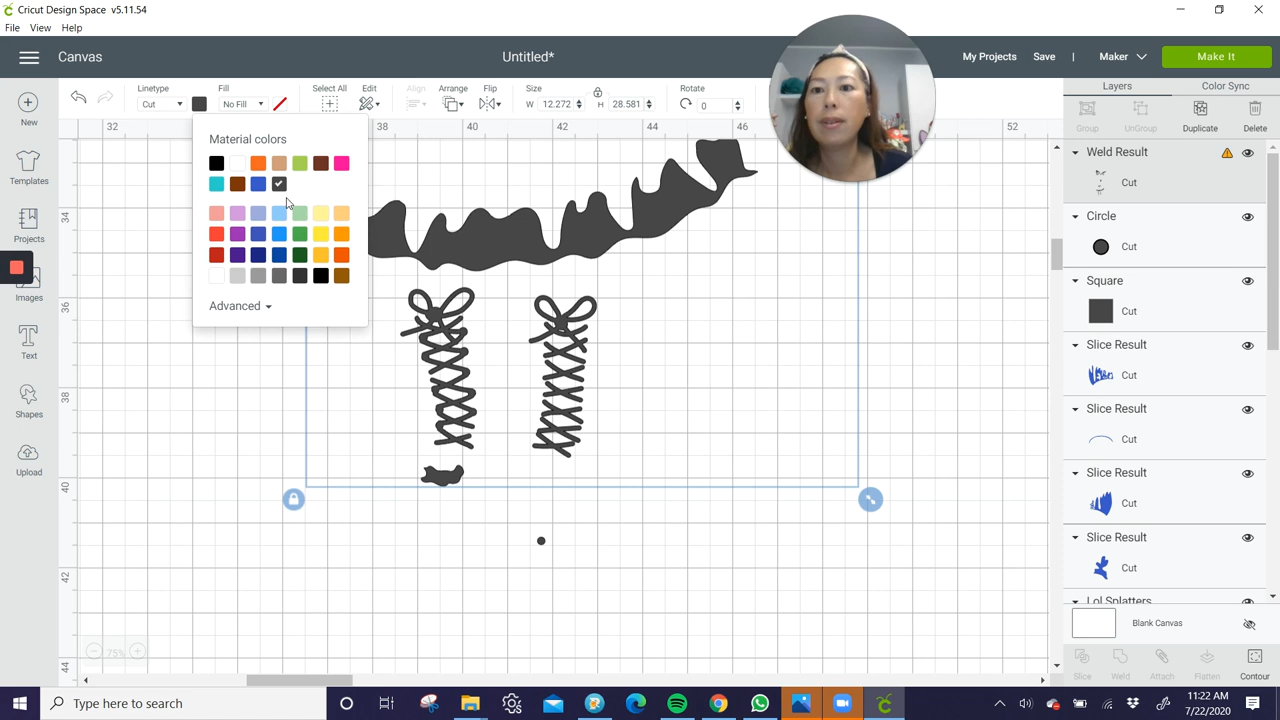 Cricut Design Space v5.11.54
File View Help
Canvas
Untitled*
My Projects Save | Maker Make It
Linetype
Cut
Fill
No Fill
Select All
Edit
Align
Arrange
Flip
Size
W 12.272 H 28.581
Rotate
0
Layers
Color Sync
Group
UnGroup
Duplicate
Delete
New
Templates
Projects
Images
Text
Shapes
Upload
Material colors
Advanced
32 38 40 42 44 46 52
34
36
38
40
42
44
75%
Weld Result
Cut
Circle
Cut
Square
Cut
Slice Result
Cut
Slice Result
Cut
Slice Result
Cut
Slice Result
Cut
Lol Splatters
Blank Canvas
Slice
Weld
Attach
Flatten
Contour
Type here to search
11:22 AM
7/22/2020